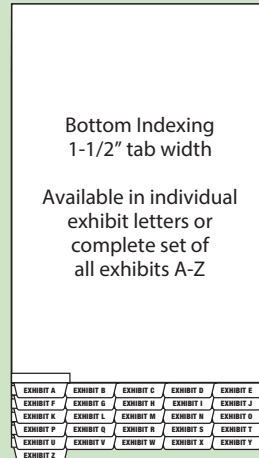 Bottom Indexing
1-1/2” tab width
Available in individual
exhibit letters or
complete set of
all exhibits A-Z
EXHIBIT A EXHIBIT B EXHIBIT C EXHIBIT D EXHIBIT E
EXHIBIT F EXHIBIT G EXHIBIT H EXHIBIT I EXHIBIT J
EXHIBIT K EXHIBIT L EXHIBIT M EXHIBIT N EXHIBIT O
EXHIBIT P EXHIBIT Q EXHIBIT R EXHIBIT S EXHIBIT T
EXHIBIT U EXHIBIT V EXHIBIT W EXHIBIT X EXHIBIT Y
EXHIBIT Z